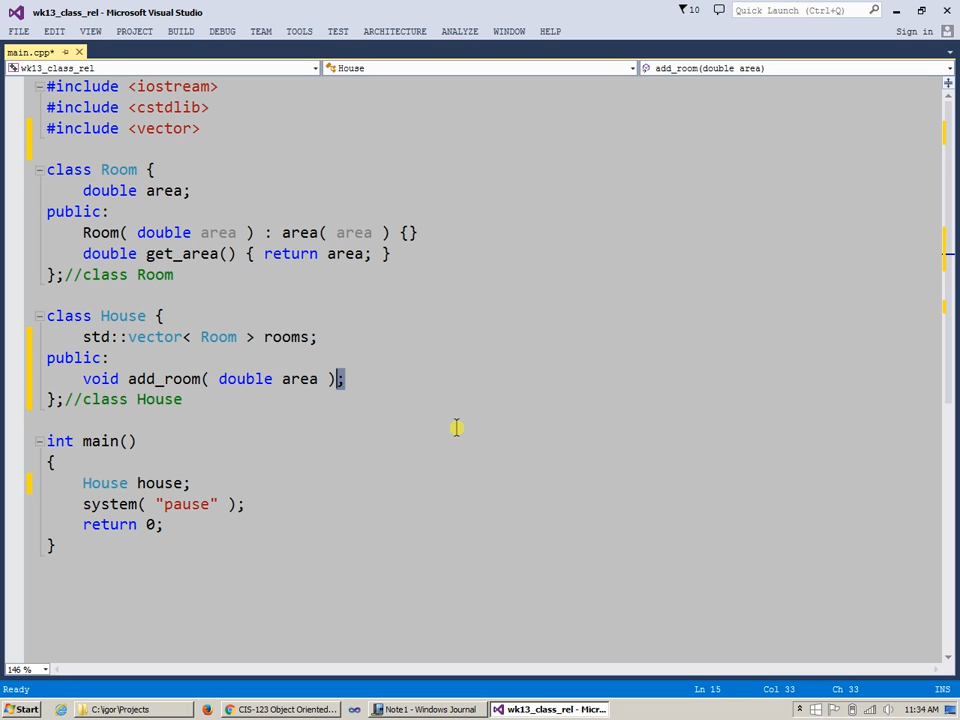 wk13_class_rel - Microsoft Visual Studio
10
Quick Launch (Ctrl+Q)
FILE EDIT VIEW PROJECT BUILD DEBUG TEAM TOOLS TEST ARCHITECTURE ANALYZE WINDOW HELP
Sign in
main.cpp*
wk13_class_rel
House
add_room(double area)
#include <iostream>
#include <cstdlib>
#include <vector>
class Room {
double area;
public:
Room( double area ) : area( area ) {}
double get_area() { return area; }
};//class Room
class House {
std::vector< Room > rooms;
public:
void add_room( double area );
};//class House
int main()
{
House house;
system( "pause" );
return 0;
}
146 %
Ready
Ln 15
Col 33
Ch 33
INS
Start
C:\igor\Projects
CIS-123 Object Oriented...
Note1 - Windows Journal
wk13_class_rel - Mic...
11:34 AM